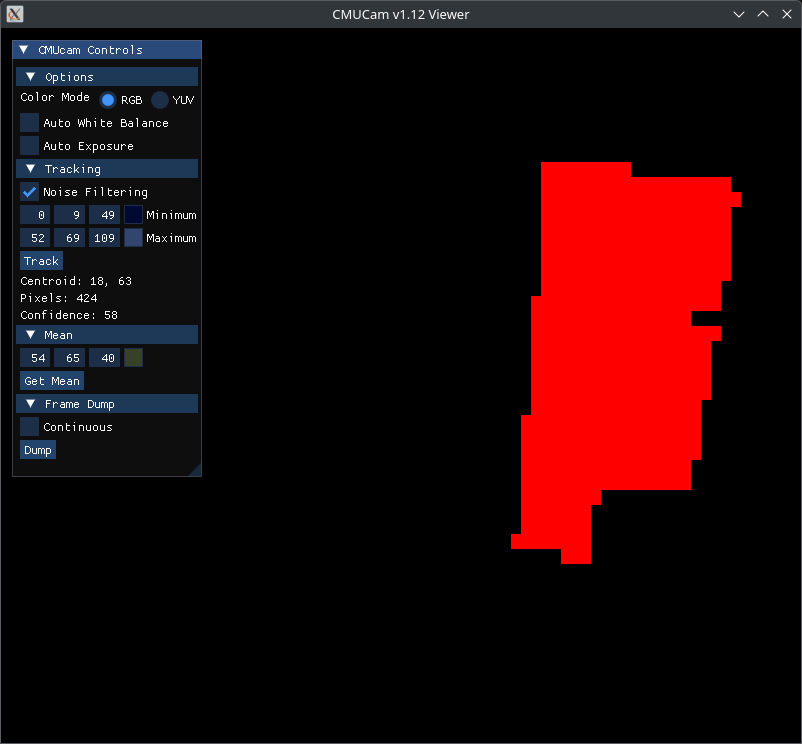 CMUCam v1.12 Viewer
CMUcam Controls
Options
Color Mode RGB YUV
Auto White Balance
Auto Exposure
Tracking
Noise Filtering
0 9 49 Minimum
52 69 109 Maximum
Track
Centroid: 18, 63
Pixels: 424
Confidence: 58
Mean
54 65 40
Get Mean
Frame Dump
Continuous
Dump